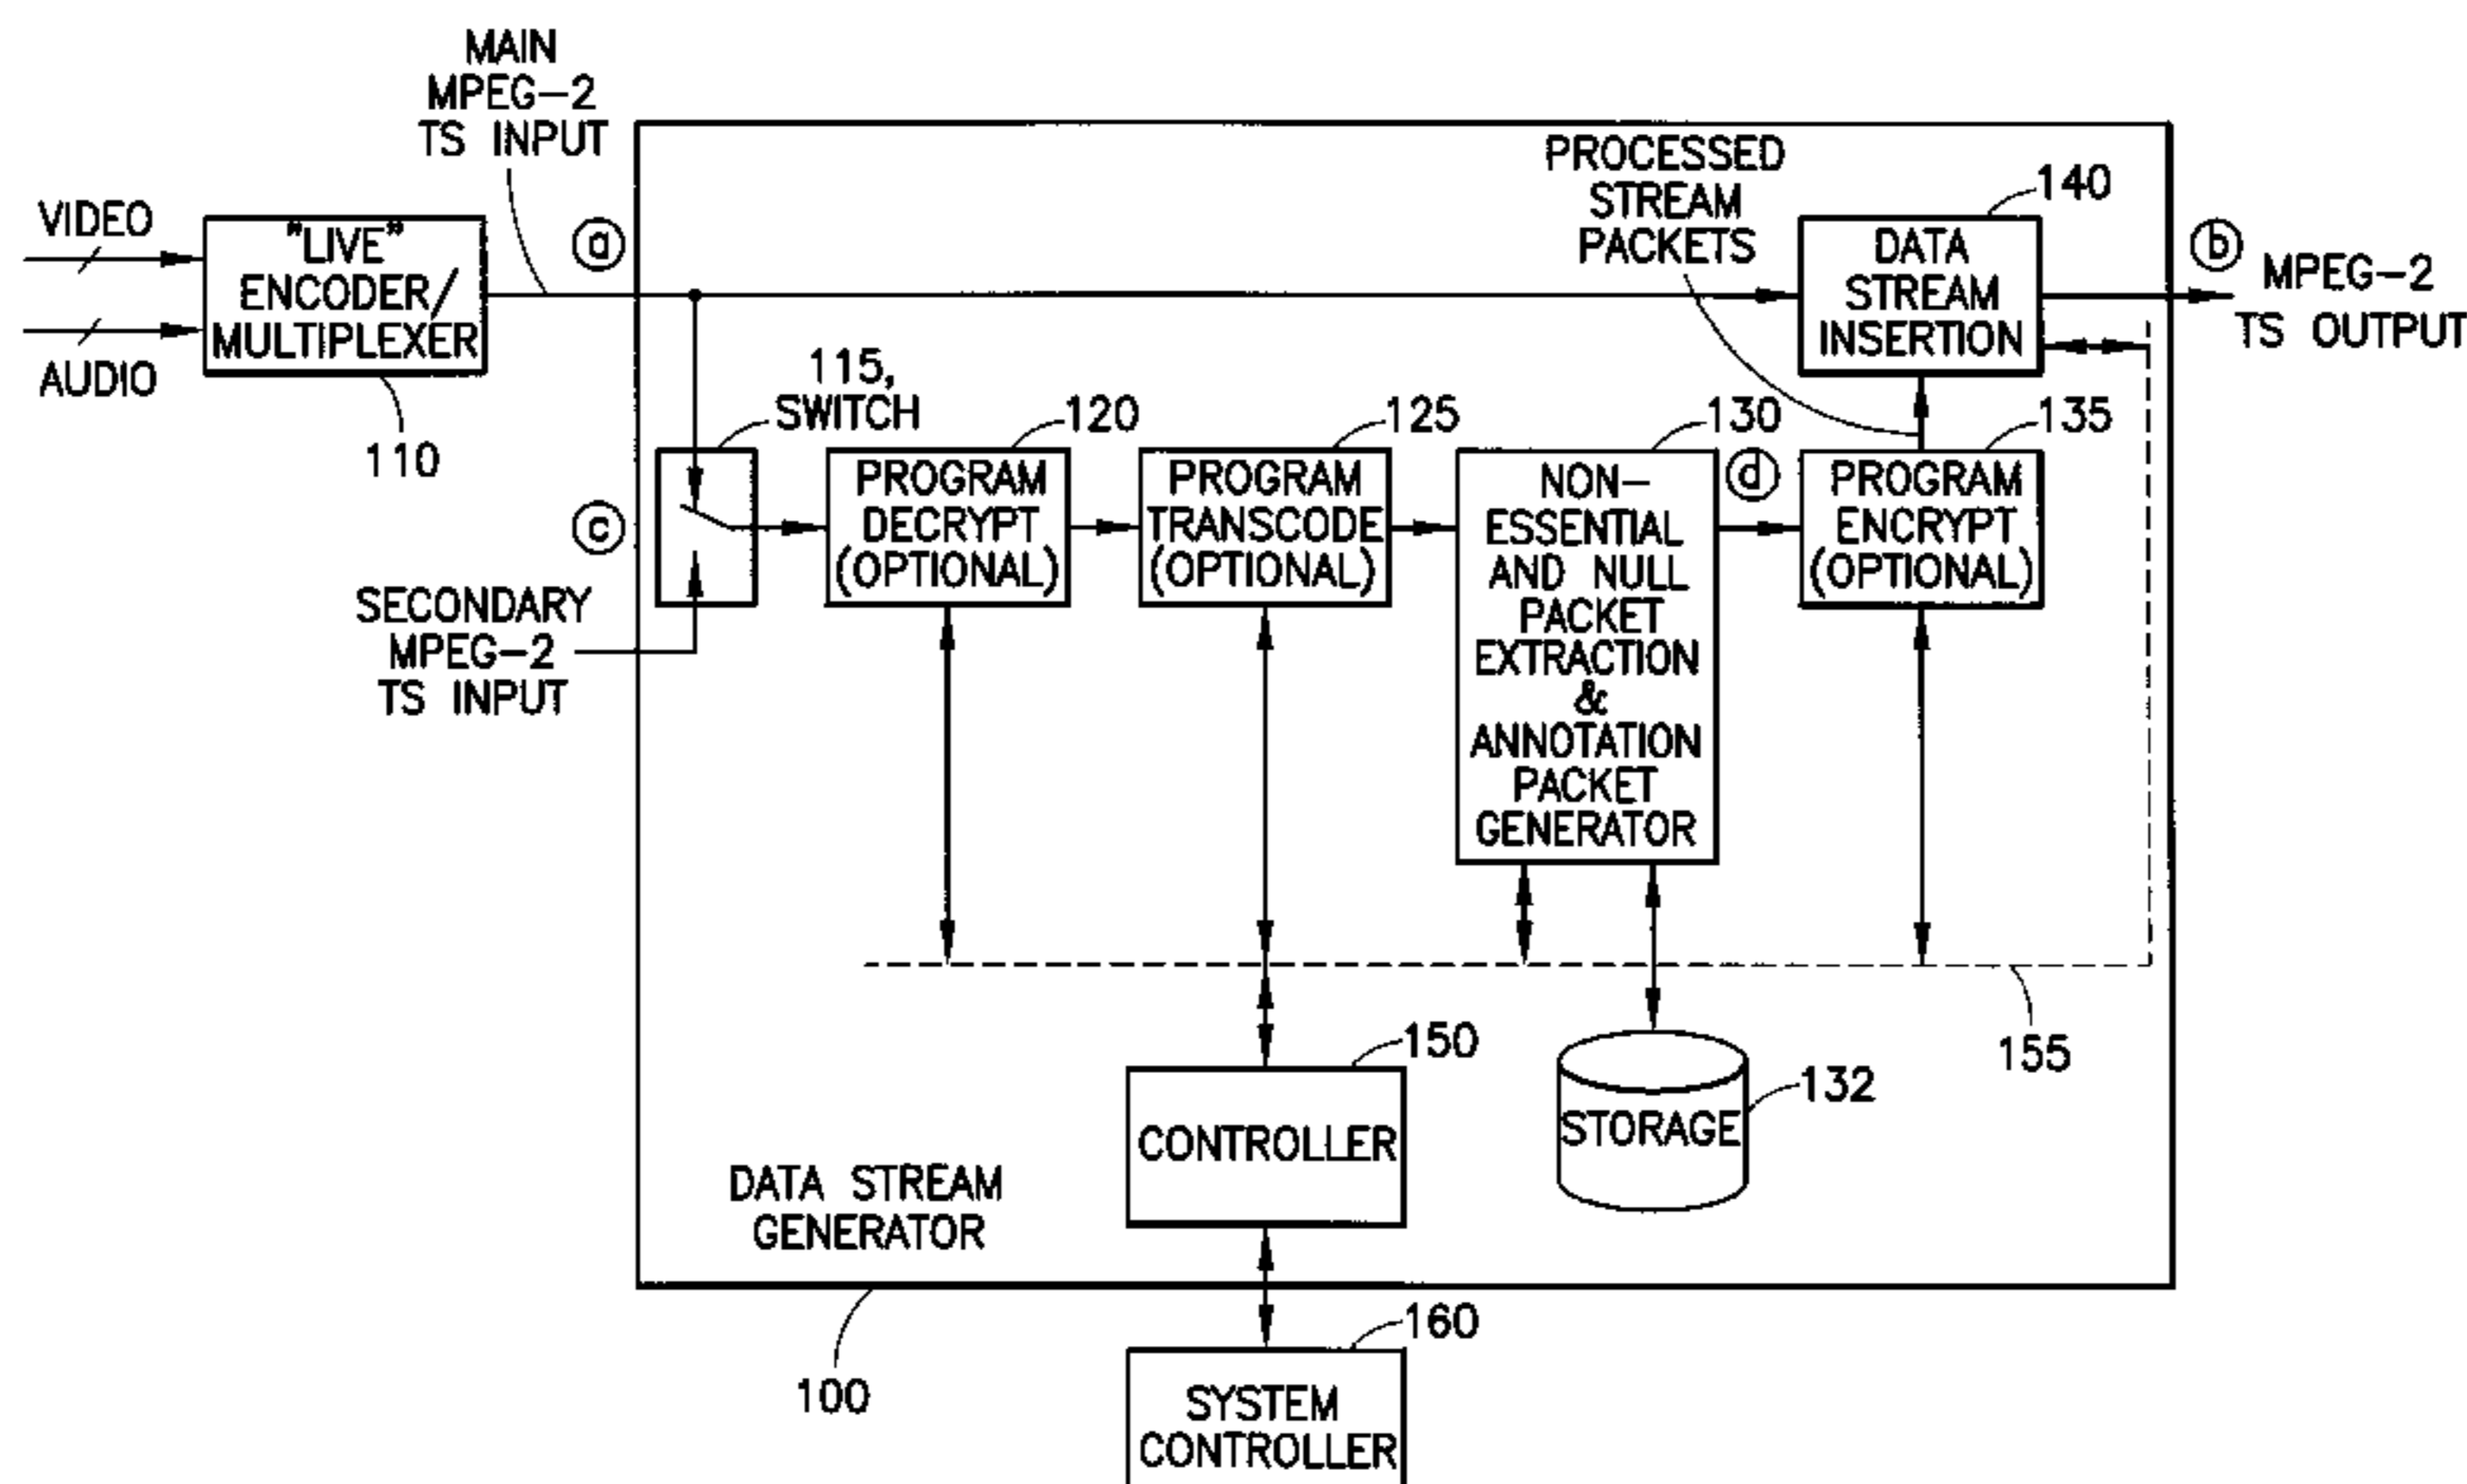 MAIN
MPEG-2
TS INPUT
VIDEO
AUDIO
"LIVE"
ENCODER/
MULTIPLEXER
110
a
115,
SWITCH
c
SECONDARY
MPEG-2
TS INPUT
120
PROGRAM
DECRYPT
(OPTIONAL)
125
PROGRAM
TRANSCODE
(OPTIONAL)
130
NON-
ESSENTIAL
AND NULL
PACKET
EXTRACTION
&
ANNOTATION
PACKET
GENERATOR
d
135
PROGRAM
ENCRYPT
(OPTIONAL)
PROCESSED
STREAM
PACKETS
140
DATA
STREAM
INSERTION
b
MPEG-2
TS OUTPUT
155
150
CONTROLLER
132
STORAGE
DATA STREAM
GENERATOR
100
160
SYSTEM
CONTROLLER